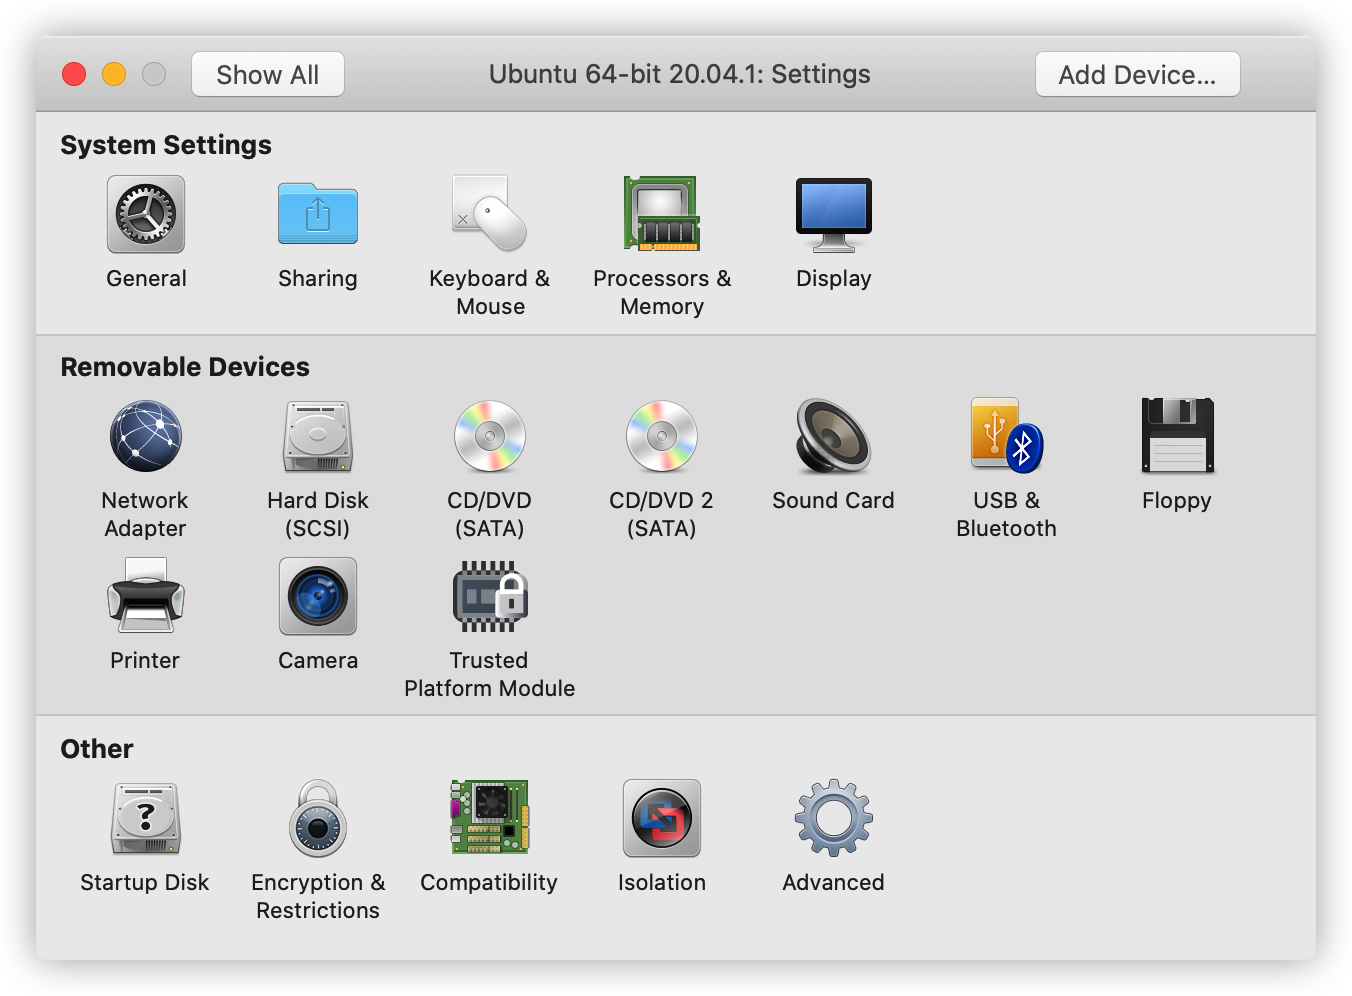 Show All
Ubuntu 64-bit 20.04.1: Settings
Add Device...
System Settings
General
Sharing
Keyboard &
Mouse
Processors &
Memory
Display
Removable Devices
Network
Adapter
Hard Disk
(SCSI)
CD/DVD
(SATA)
CD/DVD 2
(SATA)
Sound Card
USB &
Bluetooth
Floppy
Printer
Camera
Trusted
Platform Module
Other
Startup Disk
Encryption &
Restrictions
Compatibility
Isolation
Advanced